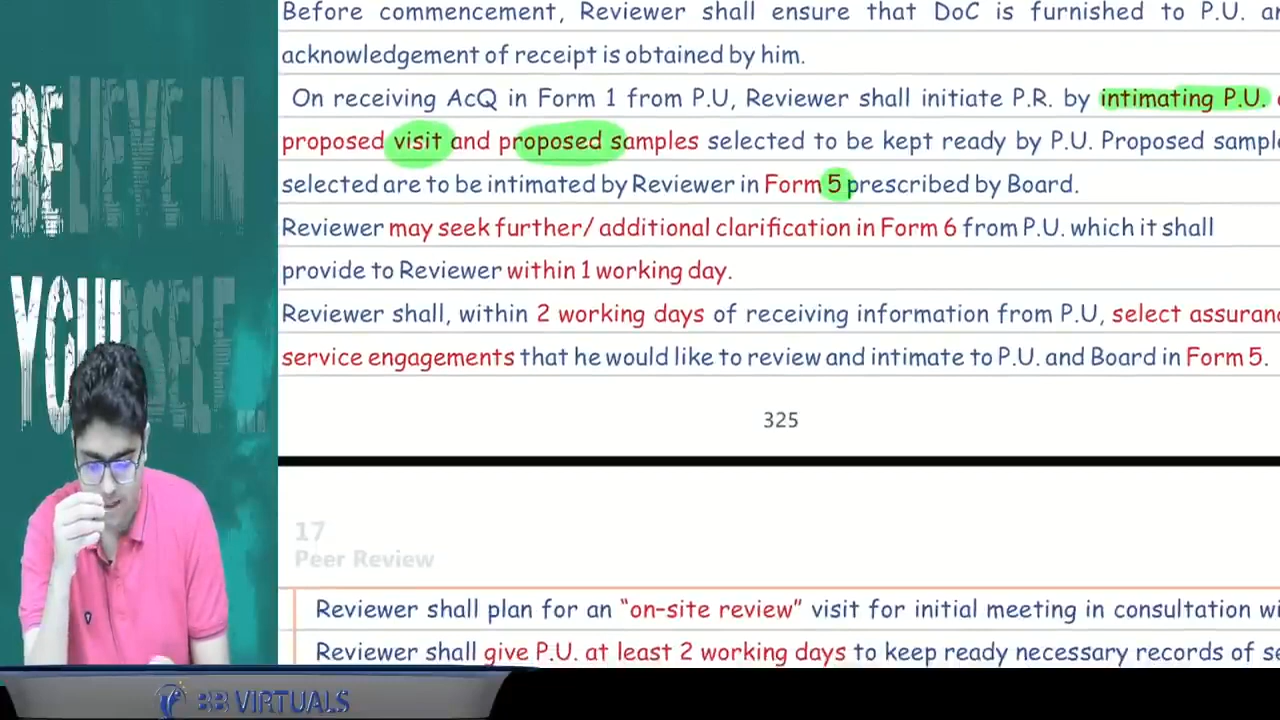 BELIEVE IN
YOURSELF...
Before commencement, Reviewer shall ensure that DoC is furnished to P.U.
acknowledgement of receipt is obtained by him.
On receiving AcQ in Form 1 from P.U, Reviewer shall initiate P.R. by intimating P.U.
proposed visit and proposed samples selected to be kept ready by P.U. Proposed
selected are to be intimated by Reviewer in Form 5 prescribed by Board.
Reviewer may seek further/ additional clarification in Form 6 from P.U. which it shall
provide to Reviewer within 1 working day.
Reviewer shall, within 2 working days of receiving information from P.U, select
service engagements that he would like to review and intimate to P.U. and Board in Form 5.
325
17
Peer Review
Reviewer shall plan for an “on-site review” visit for initial meeting in consultation
Reviewer shall give P.U. at least 2 working days to keep ready necessary records of
BB VIRTUALS